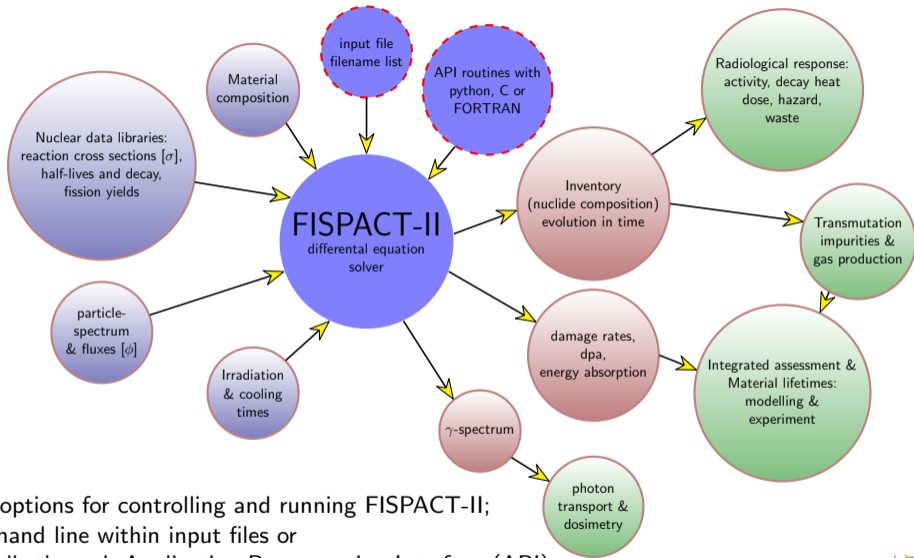 input file
filename list
API routines with
python, C or
FORTRAN
Material
composition
Nuclear data libraries:
reaction cross sections [σ],
half-lives and decay,
fission yields
particle-
spectrum
& fluxes [ϕ]
Irradiation
& cooling
times
FISPACT-II
differental equation
solver
Inventory
(nuclide composition)
evolution in time
damage rates,
dpa,
energy absorption
γ-spectrum
Radiological response:
activity, decay heat
dose, hazard,
waste
Transmutation
impurities &
gas production
Integrated assessment &
Material lifetimes:
modelling &
experiment
photon
transport &
dosimetry
options for controlling and running FISPACT-II;
line within input files or